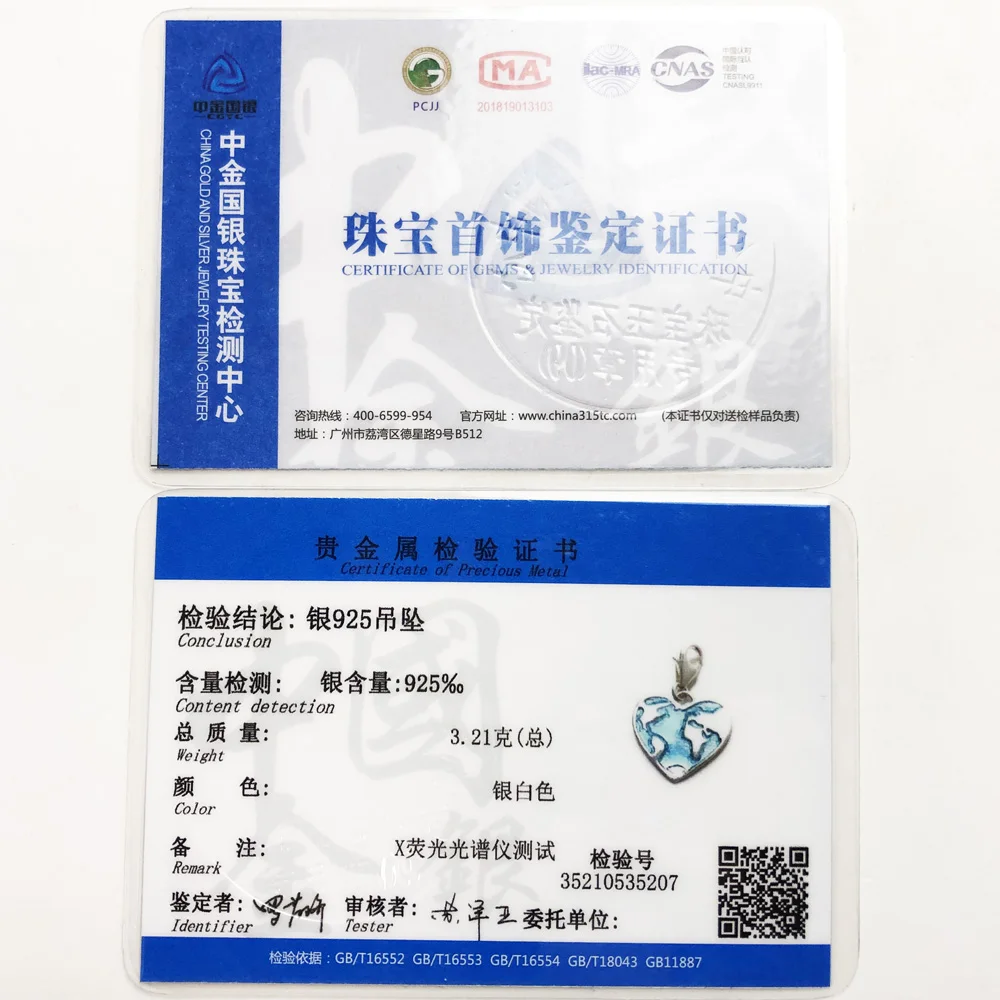 中金国银
CGTC
中金国银珠宝检测中心
CHINA GOLD AND SILVER JEWELRY TESTING CENTER
PCJJ
MA
201819013103
ilac-MRA
CNAS
TESTING
珠宝首饰鉴定证书
CERTIFICATE OF GEMS & JEWELRY IDENTIFICATION
珠宝玉石鉴定
咨询热线：400-6599-954 官方网址：www.china315tc.com (本证书仅对送检样品负责)
地址：广州市荔湾区德星路9号B512
贵金属检验证书
Certificate of Precious Metal
检验结论: 银925吊坠
Conclusion
含量检测: 银含量:925‰
Content detection
总质量: 3.21克(总)
Weight
颜色: 银白色
Color
备注: X荧光光谱仪测试
Remark
检验号
35210535207
鉴定者: 审核者: 委托单位:
Identifier Tester
检验依据：GB/T16552 GB/T16553 GB/T16554 GB/T18043 GB11887